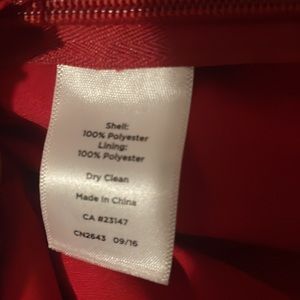 Shell:
100% Polyester
Lining:
100% Polyester
Dry Clean
Made In China
CA #23147
CN2643 09/16